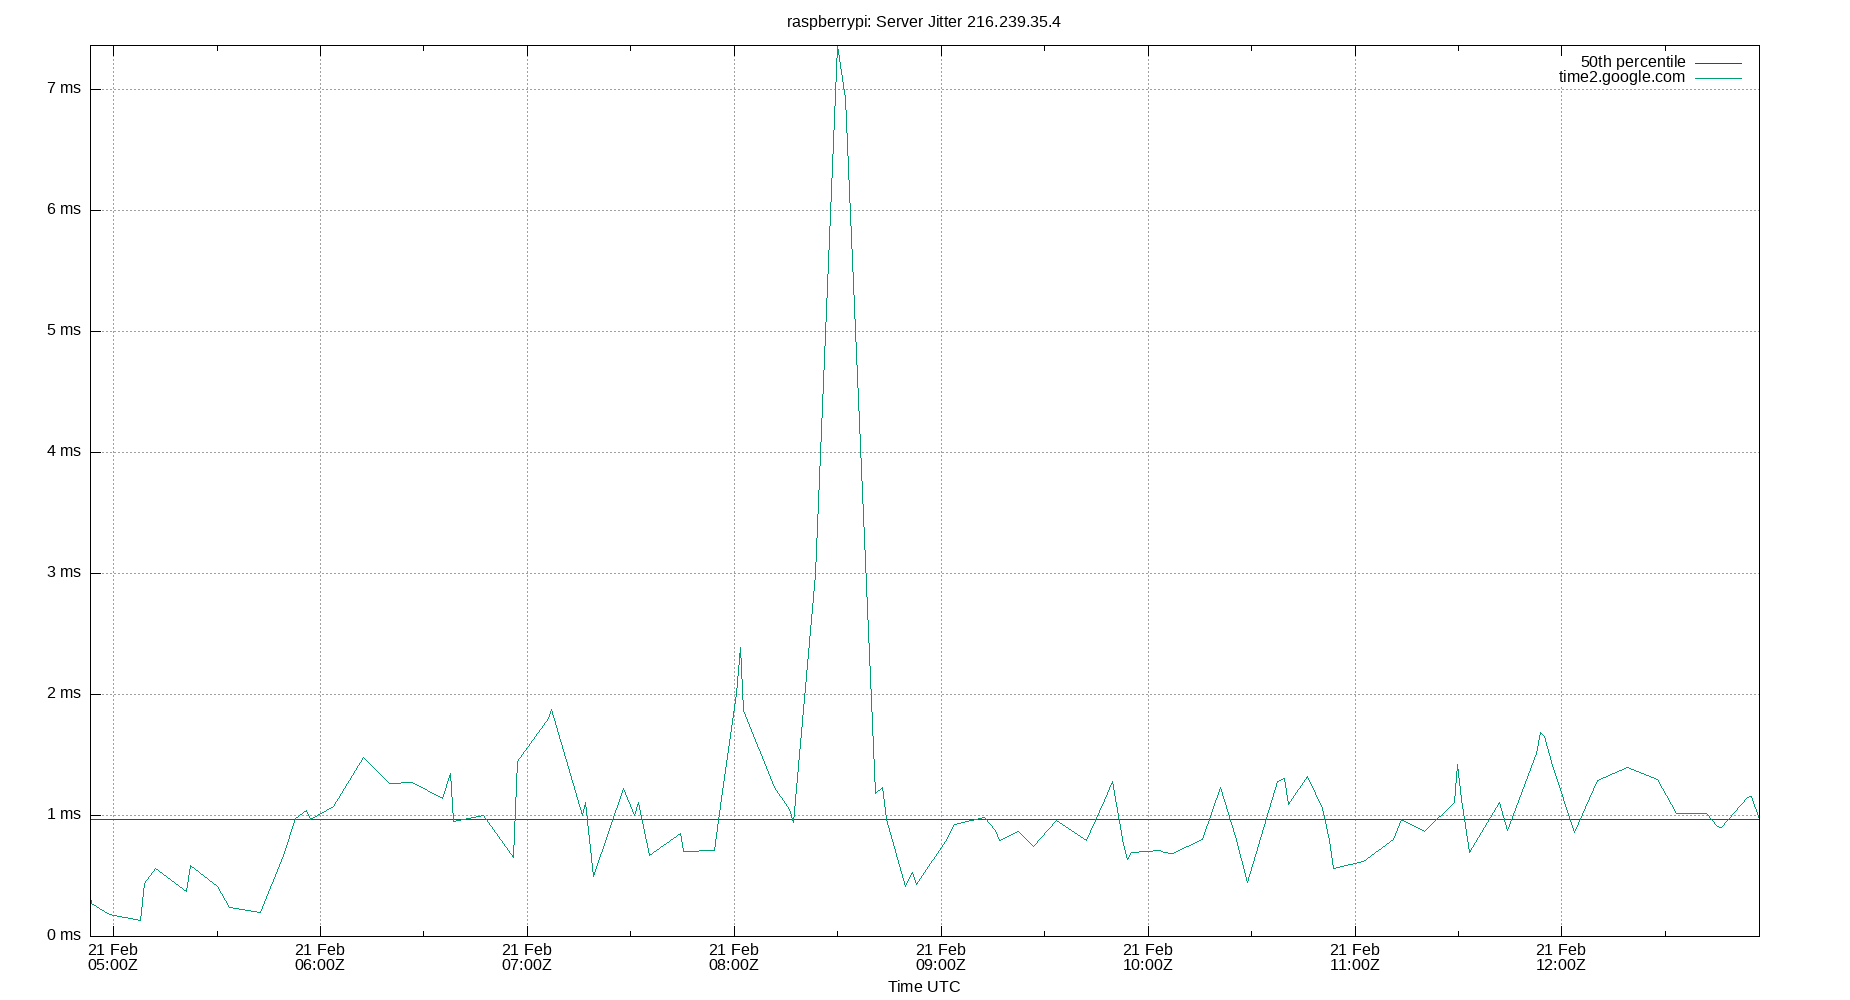 raspberrypi: Server Jitter 216.239.35.4
50th percentile
time2.google.com
7 ms
6 ms
5 ms
4 ms
3 ms
2 ms
1 ms
0 ms
21 Feb 21 Feb 21 Feb 21 Feb 21 Feb 21 Feb 21 Feb 21 Feb
05:00Z 06:00Z 07:00Z 08:00Z 09:00Z 10:00Z 11:00Z 12:00Z
Time UTC